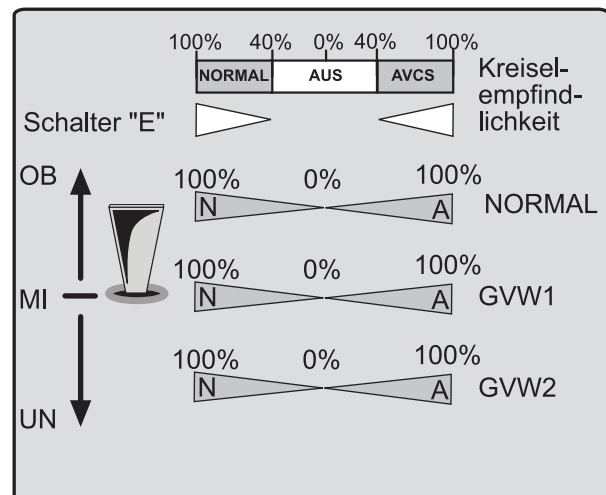 100% 40% 0% 40% 100%
NORMAL AUS AVCS
Kreisel-
empfind-
lichkeit
Schalter "E"
OB
100% 0% 100%
N A NORMAL
100% 0% 100%
MI N A GVW1
100% 0% 100%
N A GVW2
UN